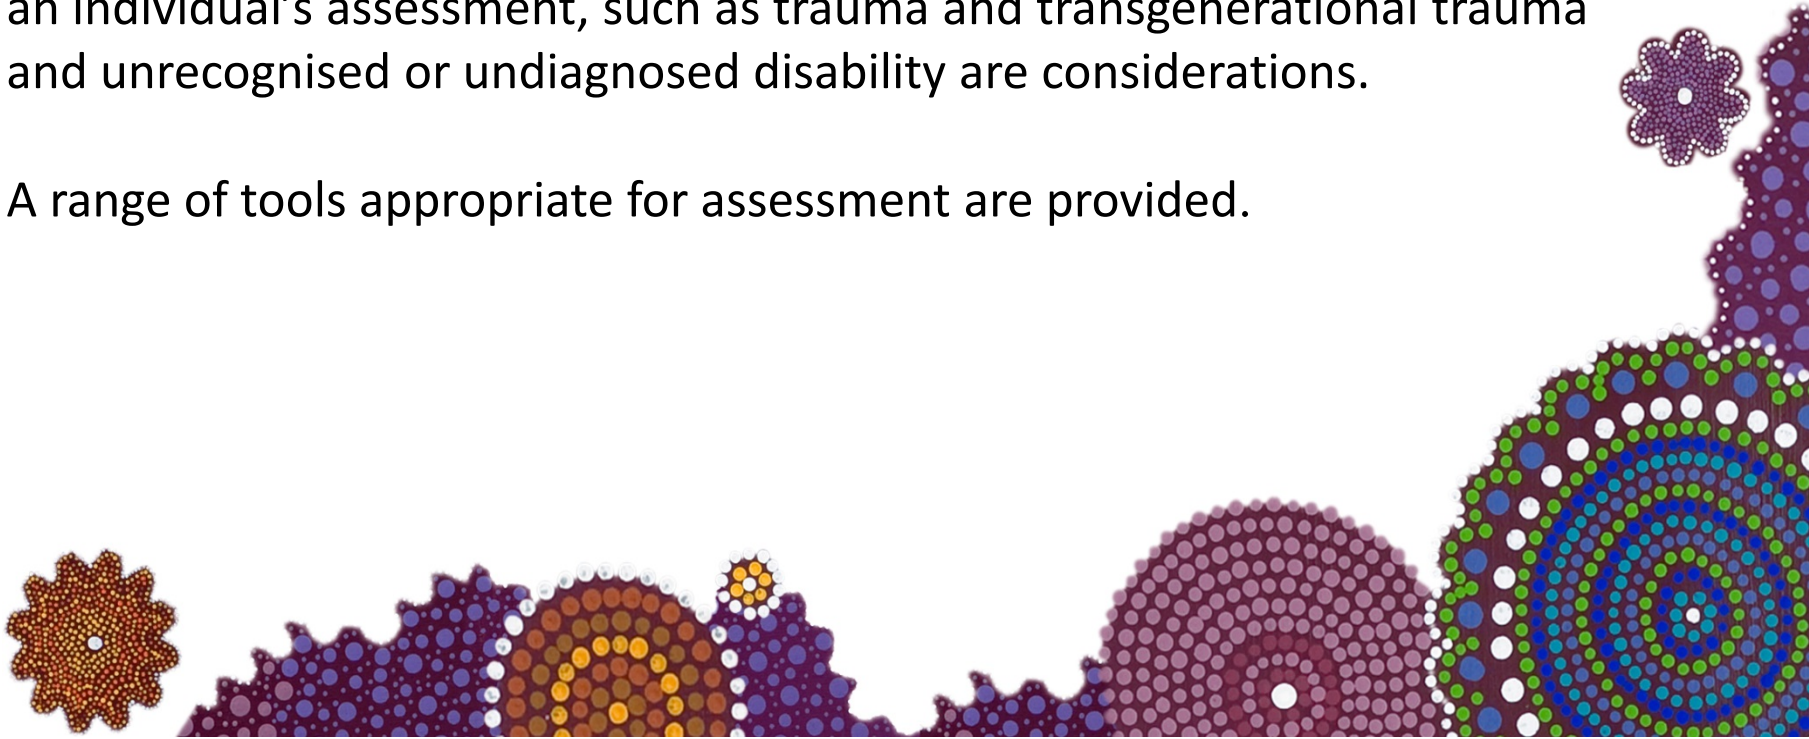 an individual's assessment, such as trauma and transgenerational trauma
and unrecognised or undiagnosed disability are considerations.
A range of tools appropriate for assessment are provided.